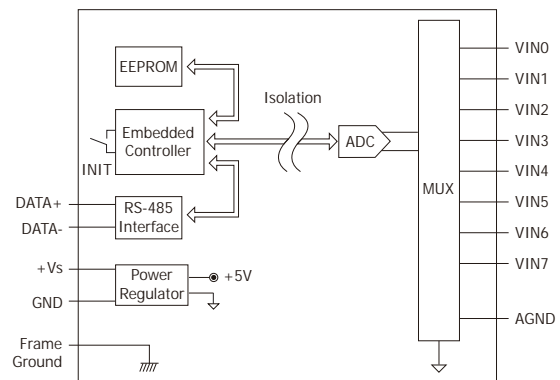 EEPROM
Isolation
Embedded
Controller
INIT
ADC
MUX
DATA+
DATA-
RS-485
Interface
+Vs
GND
Power
Regulator
+5V
Frame
Ground
VIN0
VIN1
VIN2
VIN3
VIN4
VIN5
VIN6
VIN7
AGND